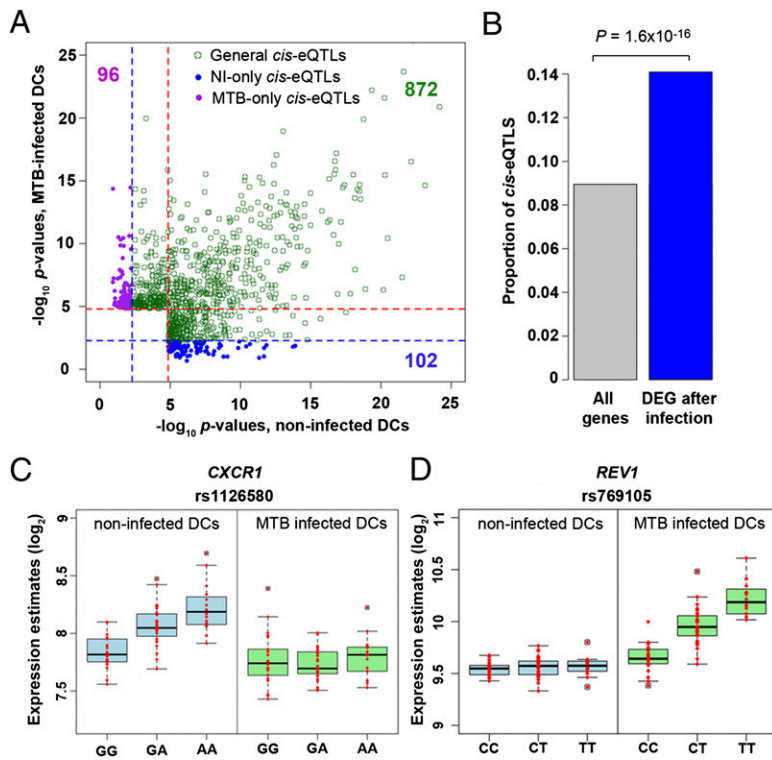 A
-log10 p-values, MTB-infected DCs
25
20
15
10
5
0
96
General cis-eQTLs
NI-only cis-eQTLs
MTB-only cis-eQTLs
872
102
0 5 10 15 20 25
-log10 p-values, non-infected DCs
B
P = 1.6x10-16
Proportion of cis-eQTLS
0.14
0.12
0.10
0.08
0.06
0.04
0.02
0
All
genes
DEG after
infection
C
CXCR1
rs1126580
Expression estimates (log2)
9
8.5
8
7.5
non-infected DCs
MTB infected DCs
GG GA AA GG GA AA
D
REV1
rs769105
Expression estimates (log2)
11
10.5
10
9.5
9
non-infected DCs
MTB infected DCs
CC CT TT CC CT TT